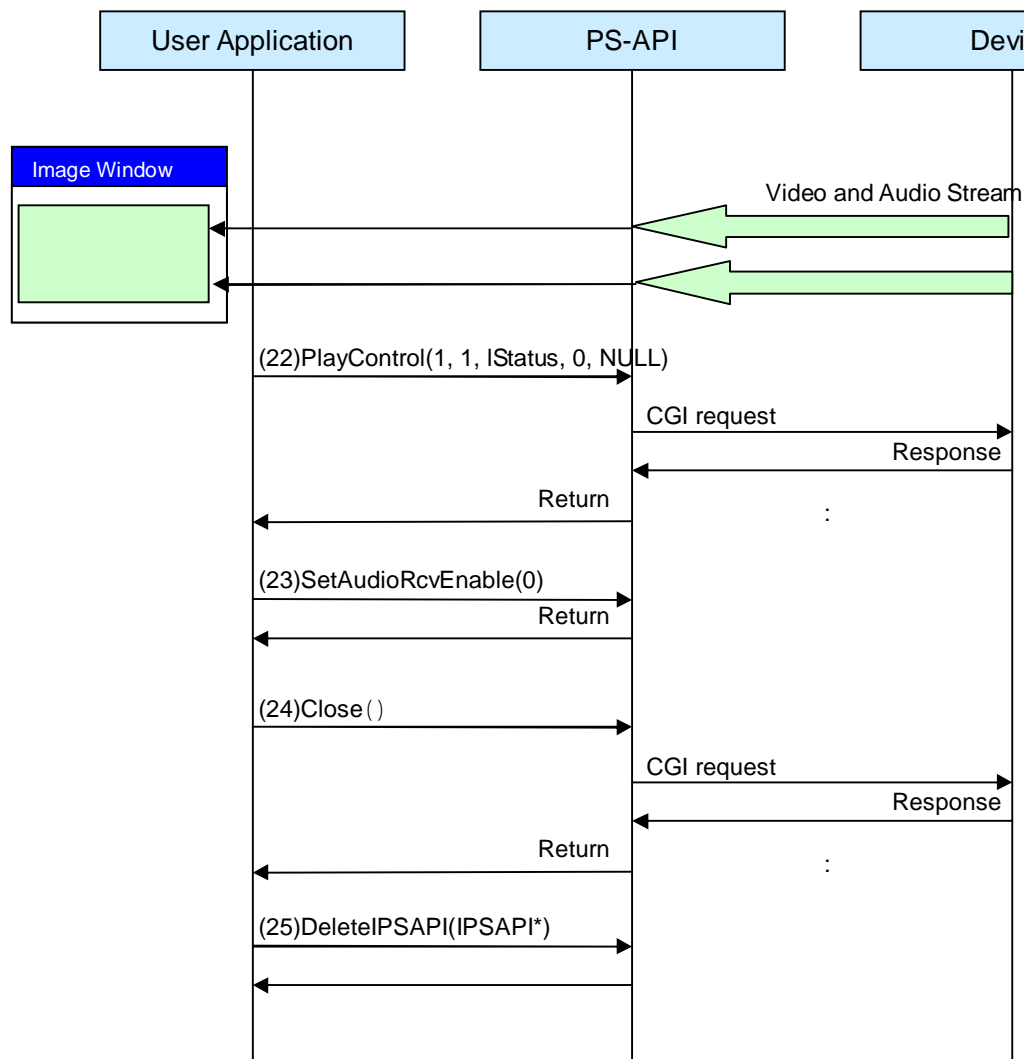 User Application
PS-API
Devi
Image Window
Video and Audio Stream
(22)PlayControl(1, 1, lStatus, 0, NULL)
CGI request
Response
Return
:
(23)SetAudioRcvEnable(0)
Return
(24)Close()
CGI request
Response
Return
:
(25)DeleteIPSAPI(IPSAPI*)